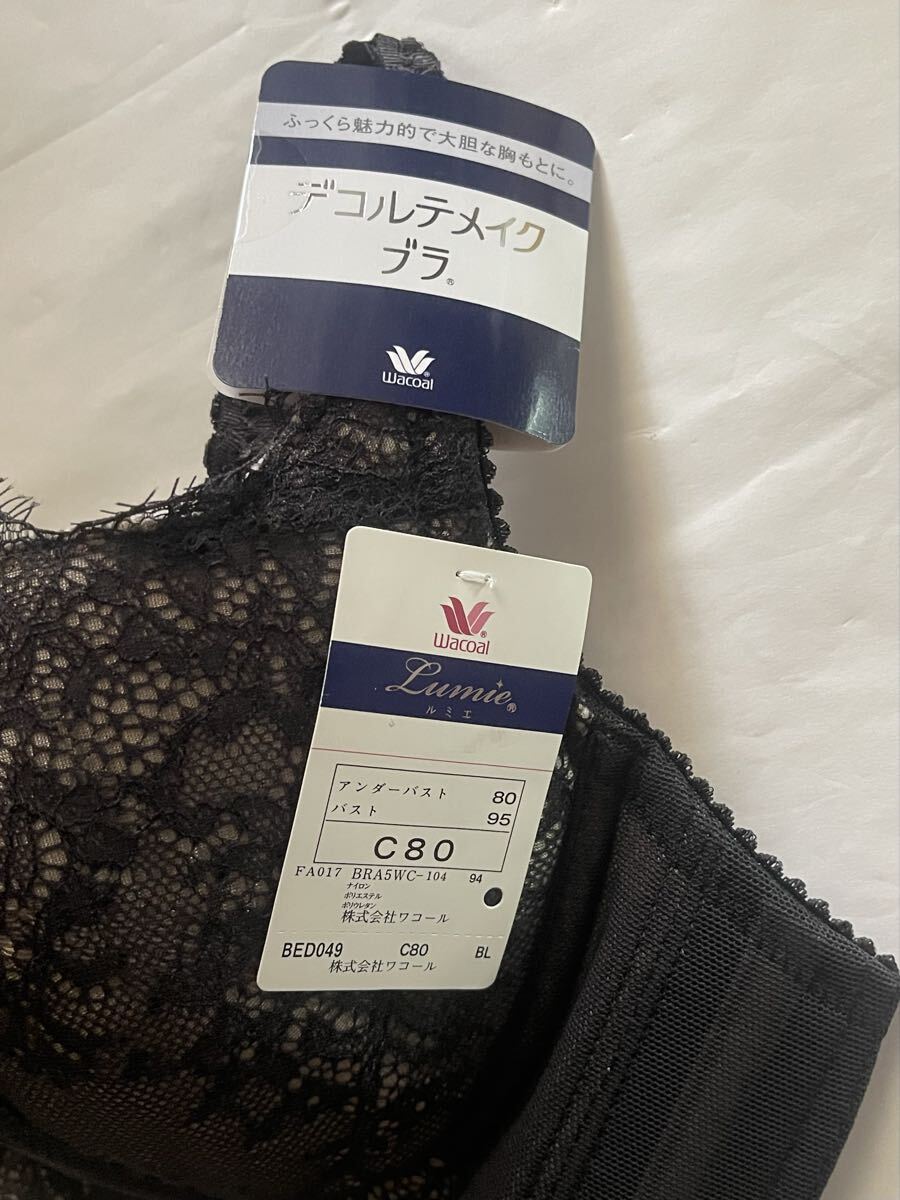 ふっくら魅力的で大胆な胸もとに。
デコルテメイク
ブラ®
Wacoal®
Wacoal®
Lumie®
ルミエ
アンダーバスト 80
バスト 95
C80
FA017 BRA5WC-104 94
ナイロン
ポリエステル
ポリウレタン
株式会社ワコール
BED049 C80 BL
株式会社ワコール